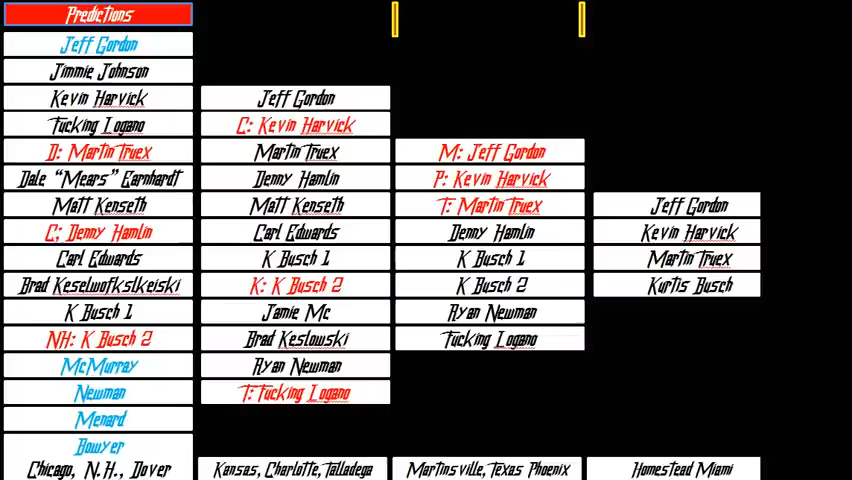 Predictions
Jeff Gordon
Jimmie Johnson
Kevin Harvick
Fucking Logano
D: Martin Truex
Dale "Mears" Earnhardt
Matt Kenseth
C; Denny Hamlin
Carl Edwards
Brad Keselwofkslkeiski
K Busch 1
NH: K Busch 2
McMurray
Newman
Menard
Bowyer
Chicago, N.H., Dover
Jeff Gordon
C: Kevin Harvick
Martin Truex
Denny Hamlin
Matt Kenseth
Carl Edwards
K Busch 1
K: K Busch 2
Jamie Mc
Brad Keslowski
Ryan Newman
T: Fucking Logano
Kansas, Charlotte, Talladega
M: Jeff Gordon
P: Kevin Harvick
T: Martin Truex
Denny Hamlin
K Busch 1
K Busch 2
Ryan Newman
Fucking Logano
Martinsville, Texas Phoenix
Jeff Gordon
Kevin Harvick
Martin Truex
Kurtis Busch
Homestead Miami